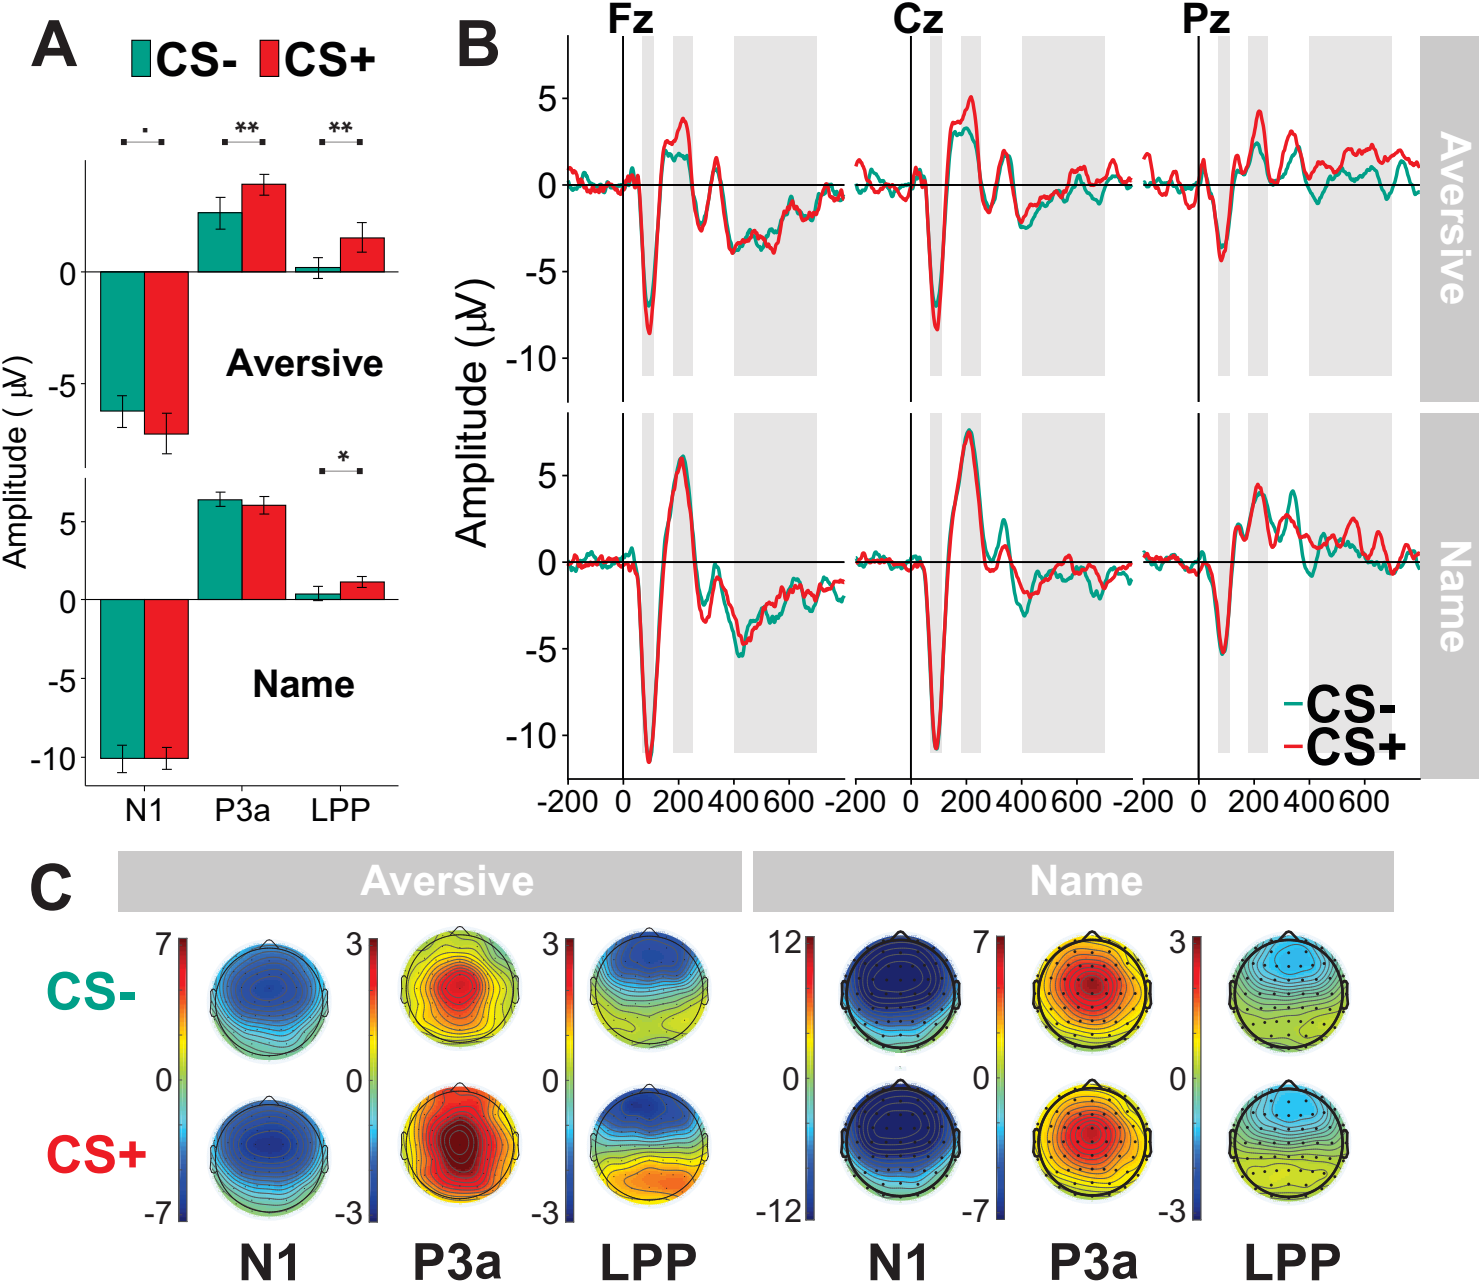 A
CS-
CS+
.
**
**
0
-5
Aversive
*
5
0
-5
-10
Name
Amplitude ( µV)
N1
P3a
LPP
B
Fz
Cz
Pz
5
0
-5
-10
Aversive
5
0
-5
-10
Name
Amplitude (µV)
CS-
CS+
-200 0 200 400 600
-200 0 200 400 600
-200 0 200 400 600
C
Aversive
Name
7
0
-7
3
0
-3
3
0
-3
12
0
-12
7
0
-7
3
0
-3
CS-
CS+
N1
P3a
LPP
N1
P3a
LPP